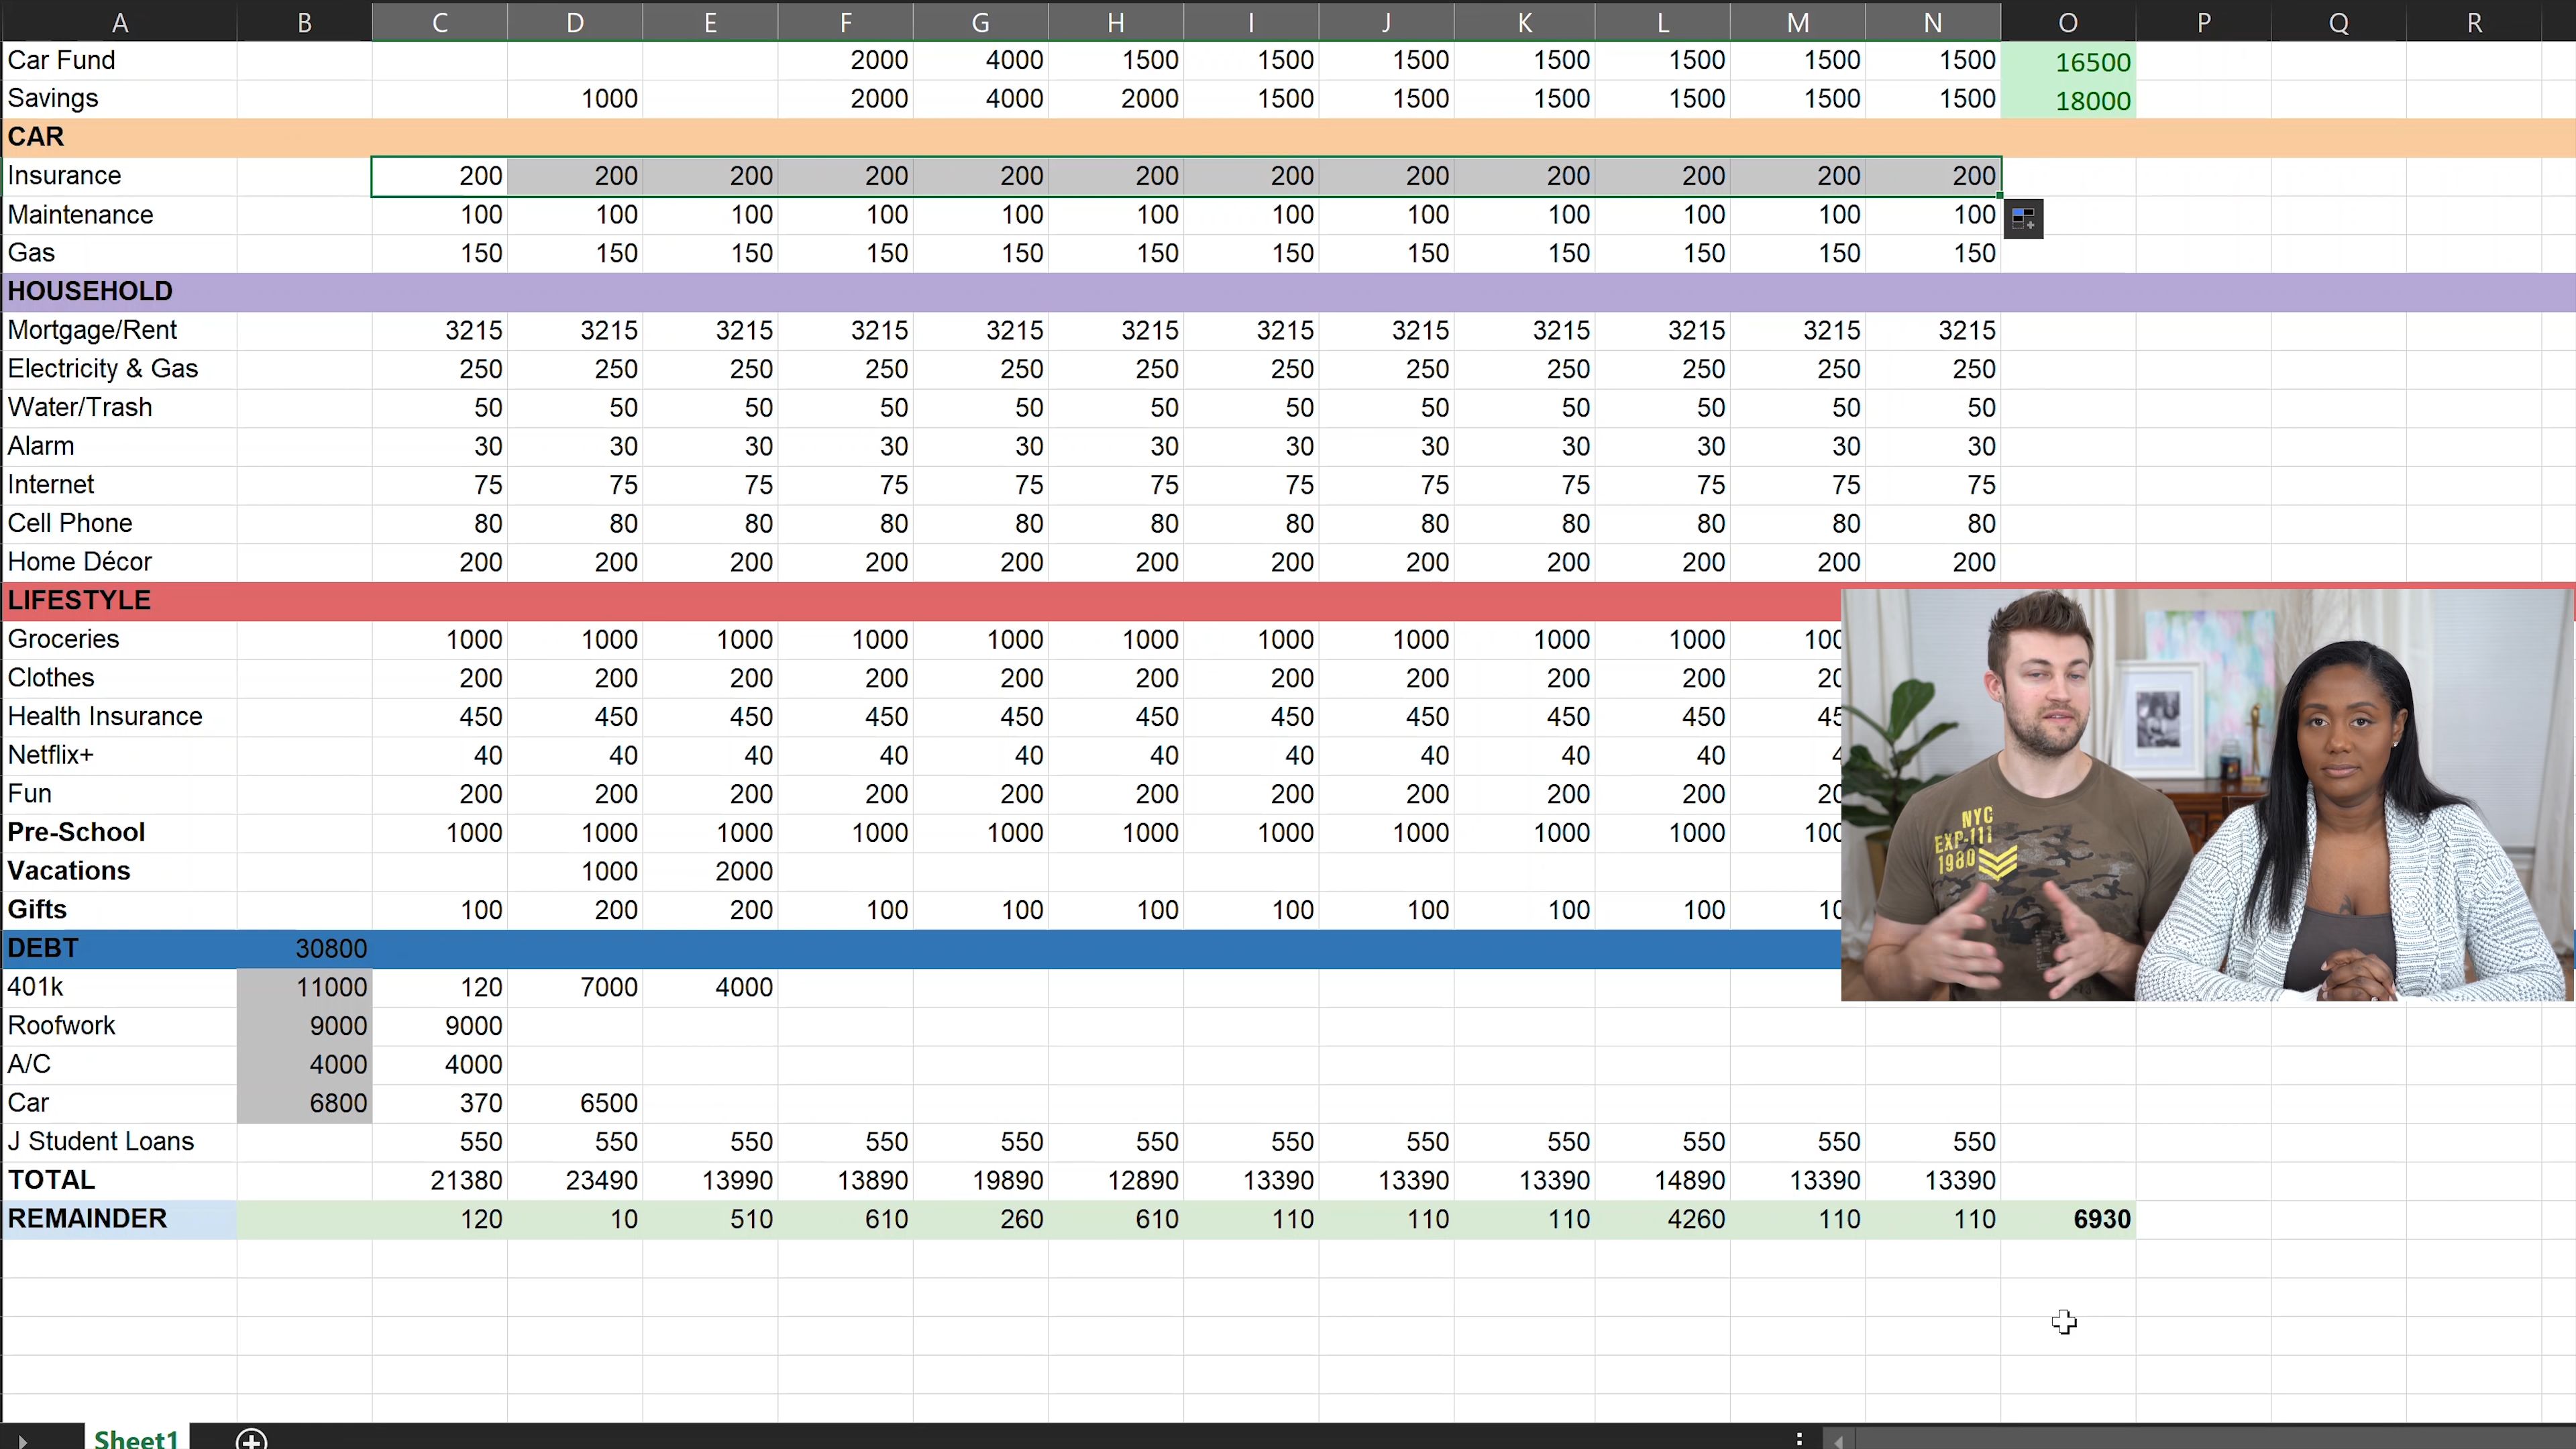 A B C D E F G H I J K L M N O P Q R
Car Fund 2000 4000 1500 1500 1500 1500 1500 1500 1500 16500
Savings 1000 2000 4000 2000 1500 1500 1500 1500 1500 1500 18000
CAR
Insurance 200 200 200 200 200 200 200 200 200 200 200 200
Maintenance 100 100 100 100 100 100 100 100 100 100 100 100
Gas 150 150 150 150 150 150 150 150 150 150 150 150
HOUSEHOLD
Mortgage/Rent 3215 3215 3215 3215 3215 3215 3215 3215 3215 3215 3215 3215
Electricity & Gas 250 250 250 250 250 250 250 250 250 250 250 250
Water/Trash 50 50 50 50 50 50 50 50 50 50 50 50
Alarm 30 30 30 30 30 30 30 30 30 30 30 30
Internet 75 75 75 75 75 75 75 75 75 75 75 75
Cell Phone 80 80 80 80 80 80 80 80 80 80 80 80
Home Décor 200 200 200 200 200 200 200 200 200 200 200 200
LIFESTYLE
Groceries 1000 1000 1000 1000 1000 1000 1000 1000 1000 1000
Clothes 200 200 200 200 200 200 200 200 200 200
Health Insurance 450 450 450 450 450 450 450 450 450 450
Netflix+ 40 40 40 40 40 40 40 40 40 40
Fun 200 200 200 200 200 200 200 200 200 200
Pre-School 1000 1000 1000 1000 1000 1000 1000 1000 1000 1000
Vacations 1000 2000
Gifts 100 200 200 100 100 100 100 100 100 100
NYC
EXP-111
1980
DEBT 30800
401k 11000 120 7000 4000
Roofwork 9000 9000
A/C 4000 4000
Car 6800 370 6500
J Student Loans 550 550 550 550 550 550 550 550 550 550 550 550
TOTAL 21380 23490 13990 13890 19890 12890 13390 13390 13390 14890 13390 13390
REMAINDER 120 10 510 610 260 610 110 110 110 4260 110 110 6930
Sheet1